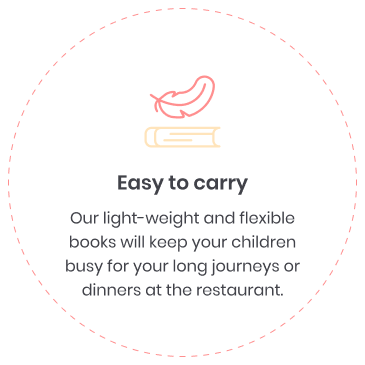 Easy to carry
Our light-weight and flexible
books will keep your children
busy for your long journeys or
dinners at the restaurant.